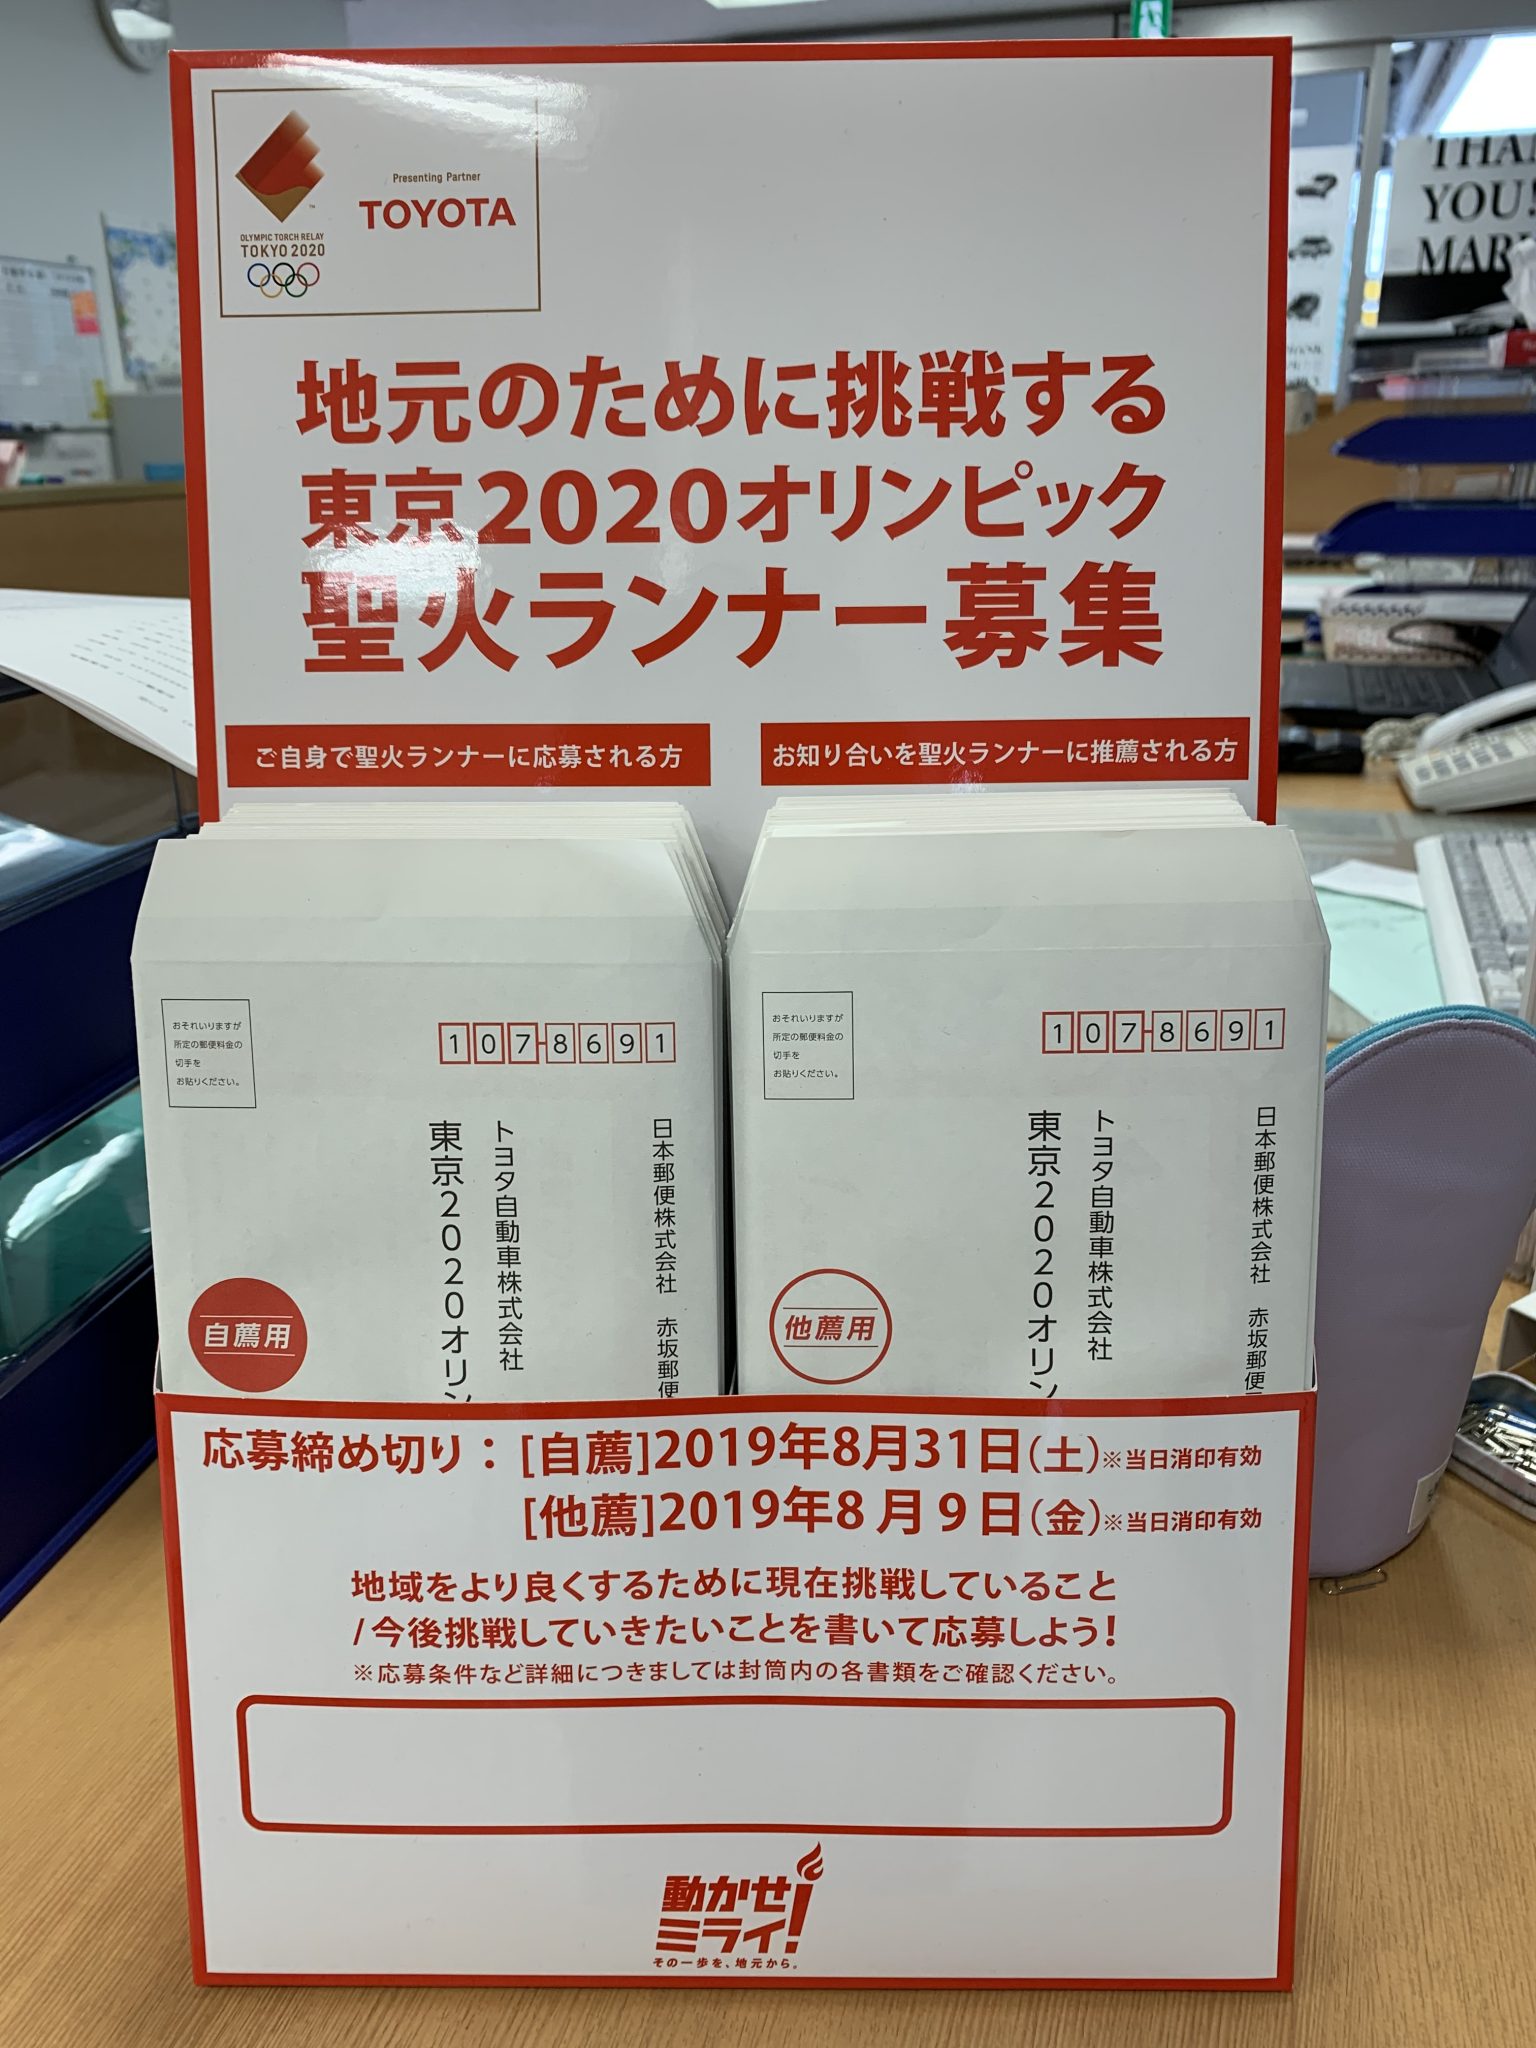 OLYMPIC TORCH RELAY
TOKYO 2020
Presenting Partner
TOYOTA
地元のために挑戦する
東京2020オリンピック
聖火ランナー募集
ご自身で聖火ランナーに応募される方
お知り合いを聖火ランナーに推薦される方
おそれいりますが
所定の郵便料金の
切手を
お貼りください。
107-8691
日本郵便株式会社 赤坂郵便
トヨタ自動車株式会社
東京2020オリン
自薦用
おそれいりますが
所定の郵便料金の
切手を
お貼りください。
107-8691
日本郵便株式会社 赤坂郵便
トヨタ自動車株式会社
東京2020オリン
他薦用
応募締め切り：[自薦]2019年8月31日(土)※当日消印有効
[他薦]2019年8月9日(金)※当日消印有効
地域をより良くするために現在挑戦していること
/今後挑戦していきたいことを書いて応募しよう!
※応募条件など詳細につきましては封筒内の各書類をご確認ください。
動かせ
ミライ!
その一歩を、地元から。
YOU!